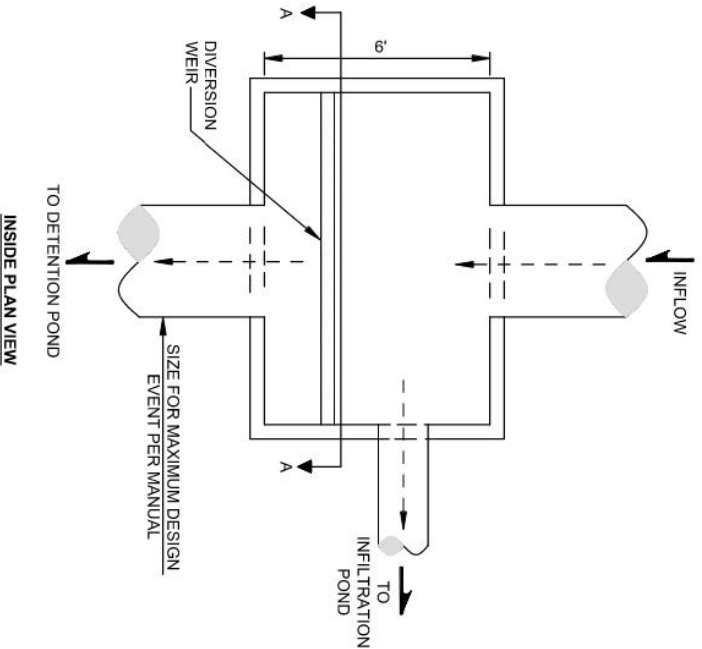 A
6'
DIVERSION
WEIR
INFLOW
TO DETENTION POND
SIZE FOR MAXIMUM DESIGN
EVENT PER MANUAL
A
TO
INFILTRATION
POND
INSIDE PLAN VIEW